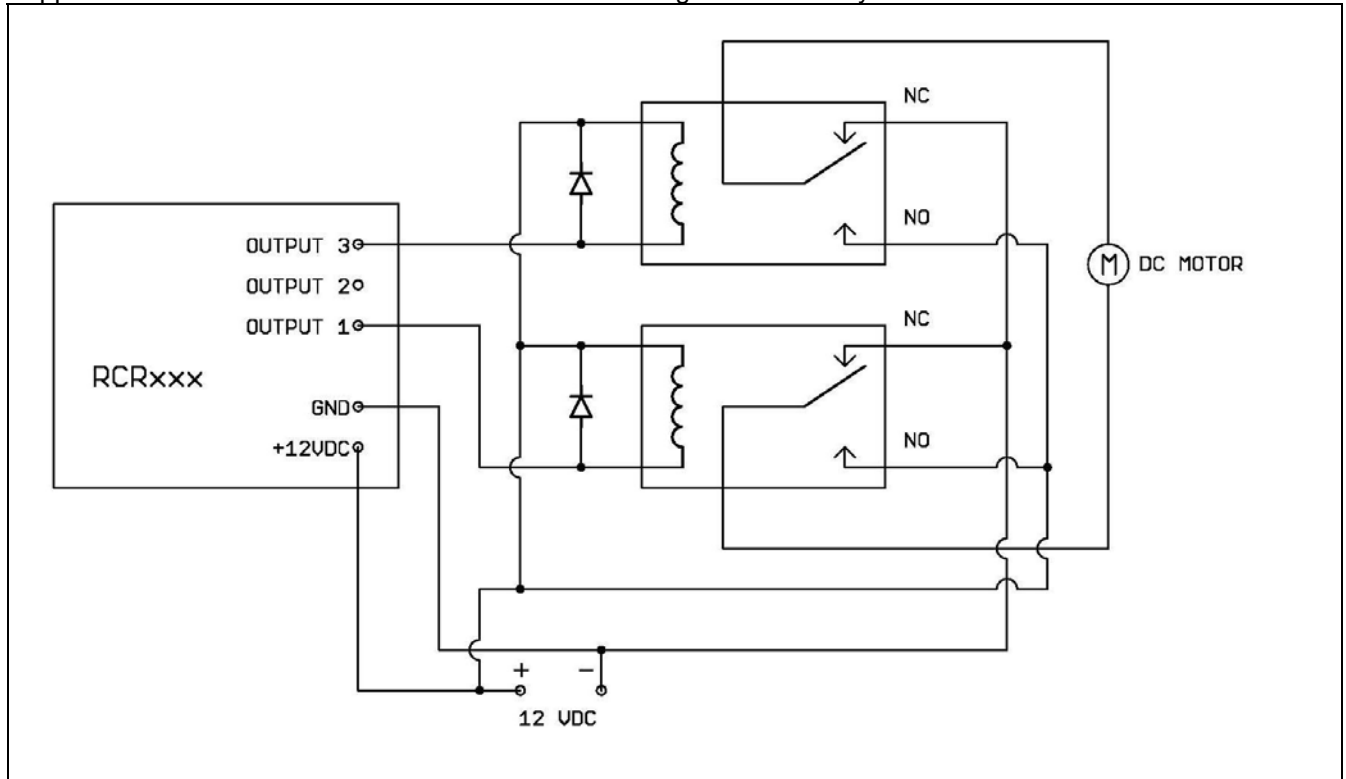 NC
OUTPUT 3
NO
M DC MOTOR
OUTPUT 2
OUTPUT 1
NC
RCRxxx
GND
NO
+12VDC
+ -
12 VDC